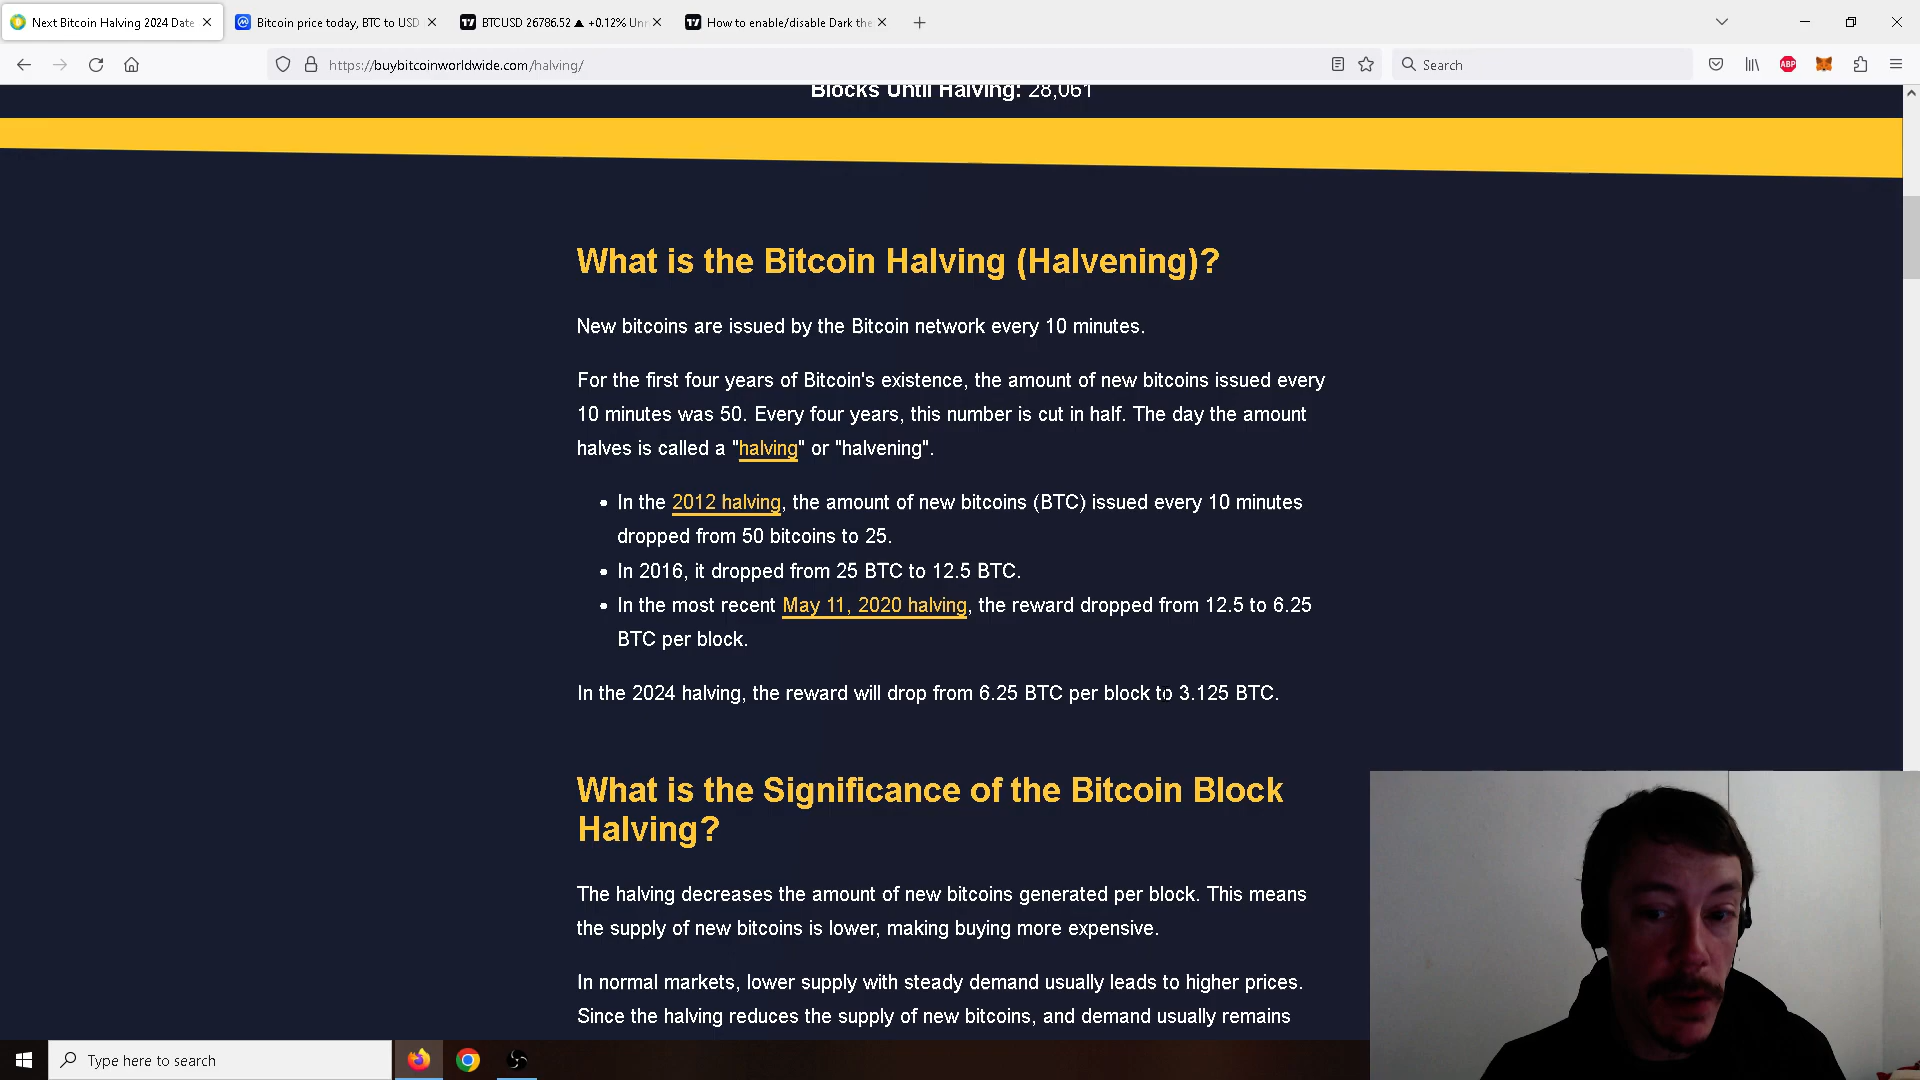 Next Bitcoin Halving 2024 Date
Bitcoin price today, BTC to USD
BTCUSD 26786.52 ▲ +0.12% Unn
How to enable/disable Dark the
https://buybitcoinworldwide.com/halving/
Search
Blocks Until Halving: 28,061
What is the Bitcoin Halving (Halvening)?
New bitcoins are issued by the Bitcoin network every 10 minutes.
For the first four years of Bitcoin's existence, the amount of new bitcoins issued every
10 minutes was 50. Every four years, this number is cut in half. The day the amount
halves is called a "halving" or "halvening".
• In the 2012 halving, the amount of new bitcoins (BTC) issued every 10 minutes
dropped from 50 bitcoins to 25.
• In 2016, it dropped from 25 BTC to 12.5 BTC.
• In the most recent May 11, 2020 halving, the reward dropped from 12.5 to 6.25
BTC per block.
In the 2024 halving, the reward will drop from 6.25 BTC per block to 3.125 BTC.
What is the Significance of the Bitcoin Block
Halving?
The halving decreases the amount of new bitcoins generated per block. This means
the supply of new bitcoins is lower, making buying more expensive.
In normal markets, lower supply with steady demand usually leads to higher prices.
Since the halving reduces the supply of new bitcoins, and demand usually remains
Type here to search